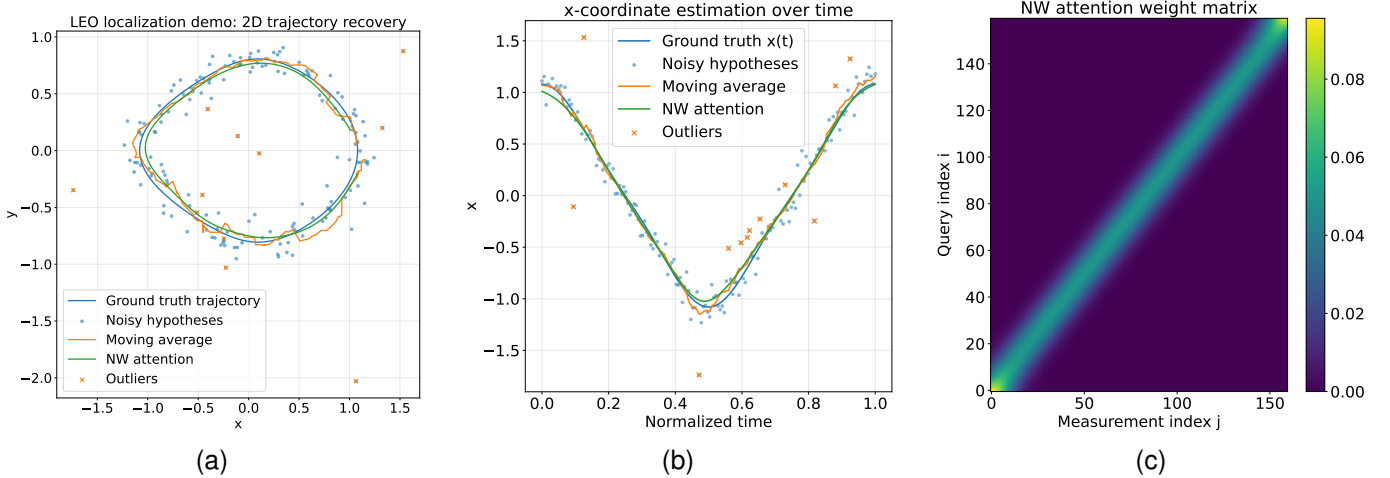 LEO localization demo: 2D trajectory recovery
1.0
0.5
0.0
−0.5
−1.0
−1.5
−2.0
y
Ground truth trajectory
Noisy hypotheses
Moving average
NW attention
Outliers
−1.5 −1.0 −0.5 0.0 0.5 1.0 1.5
x
(a)
x-coordinate estimation over time
1.5
1.0
0.5
0.0
−0.5
−1.0
−1.5
x
Ground truth x(t)
Noisy hypotheses
Moving average
NW attention
Outliers
0.0 0.2 0.4 0.6 0.8 1.0
Normalized time
(b)
NW attention weight matrix
140
120
100
80
60
40
20
0
Query index i
0 50 100 150
Measurement index j
0.08
0.06
0.04
0.02
0.00
(c)